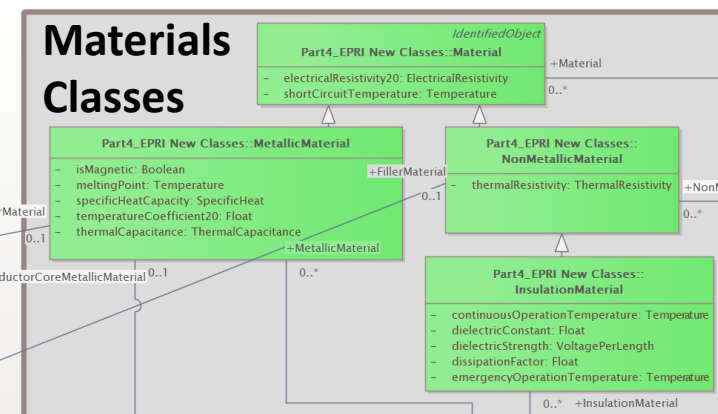 Materials
Classes
IdentifiedObject
Part4_EPRI New Classes::Material
- electricalResistivity20: ElectricalResistivity
- shortCircuitTemperature: Temperature
+Material
0..*
Part4_EPRI New Classes::MetallicMaterial
- isMagnetic: Boolean
- meltingPoint: Temperature
- specificHeatCapacity: SpecificHeat
- temperatureCoefficient20: Float
- thermalCapacitance: ThermalCapacitance
+FillerMaterial
0..1
Part4_EPRI New Classes::
NonMetallicMaterial
- thermalResistivity: ThermalResistivity
+NonM
0..*
rMaterial
0..1
ductorCoreMetallicMaterial
0..1
+MetallicMaterial
0..*
Part4_EPRI New Classes::
InsulationMaterial
- continuousOperationTemperature: Temperature
- dielectricConstant: Float
- dielectricStrength: VoltagePerLength
- dissipationFactor: Float
- emergencyOperationTemperature: Temperature
0..* +InsulationMaterial